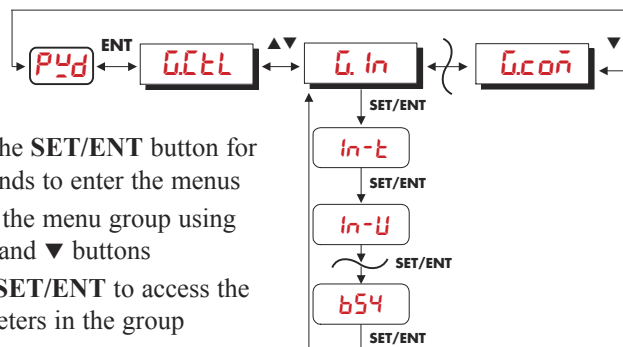 ENT ▲▼ ▼
PYd G.CtL G. In G.com
SET/ENT
In-t
SET/ENT
In-U
SET/ENT
bSY
SET/ENT
he SET/ENT button for
nds to enter the menus
the menu group using
and ▼ buttons
SET/ENT to access the
eters in the group